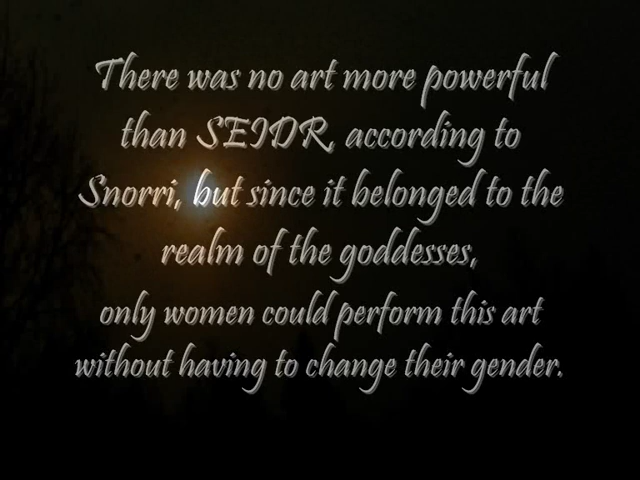 There was no art more powerful
than SEIDR, according to
Snorri, but since it belonged to the
realm of the goddesses,
only women could perform this art
without having to change their gender.